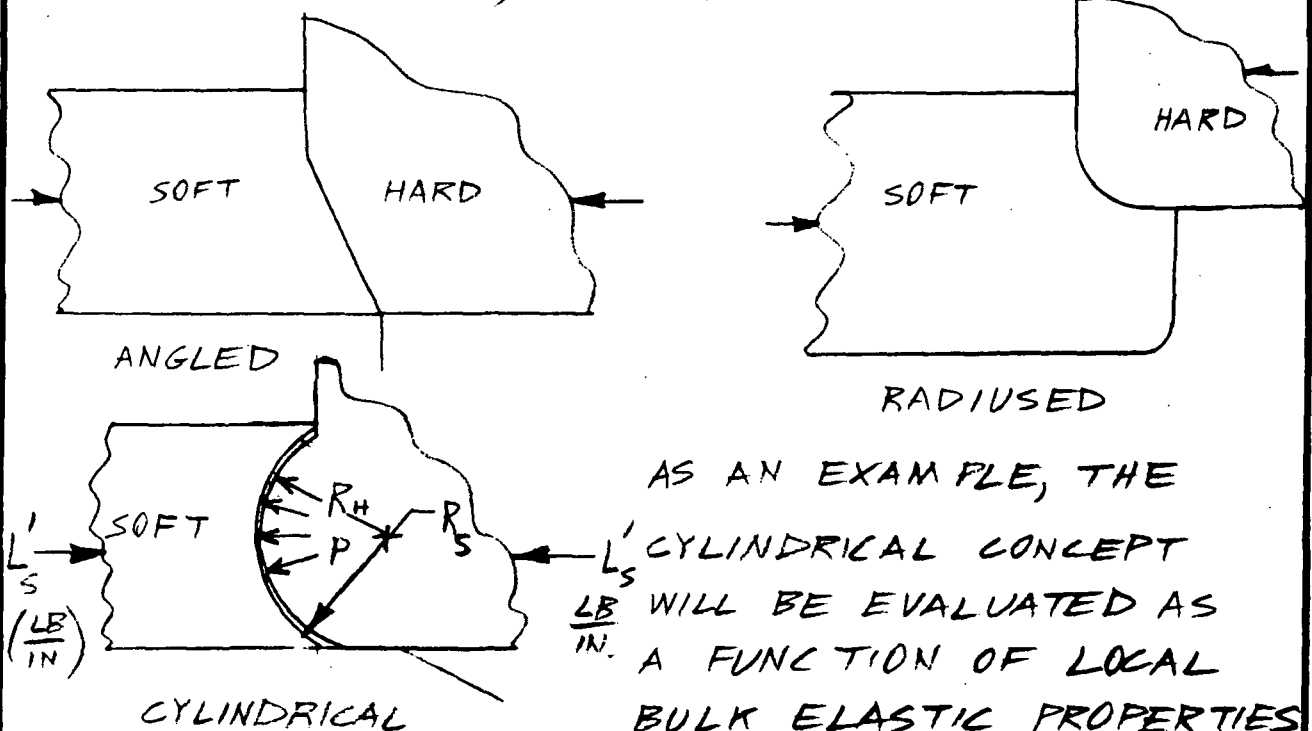 SOFT
HARD
ANGLED
HARD
SOFT
RADIUSED
SOFT
R_H
P
R_S
L'_S
(LB/IN)
L'_S
LB/IN.
CYLINDRICAL
AS AN EXAMPLE, THE
CYLINDRICAL CONCEPT
WILL BE EVALUATED AS
A FUNCTION OF LOCAL
BULK ELASTIC PROPERTIES